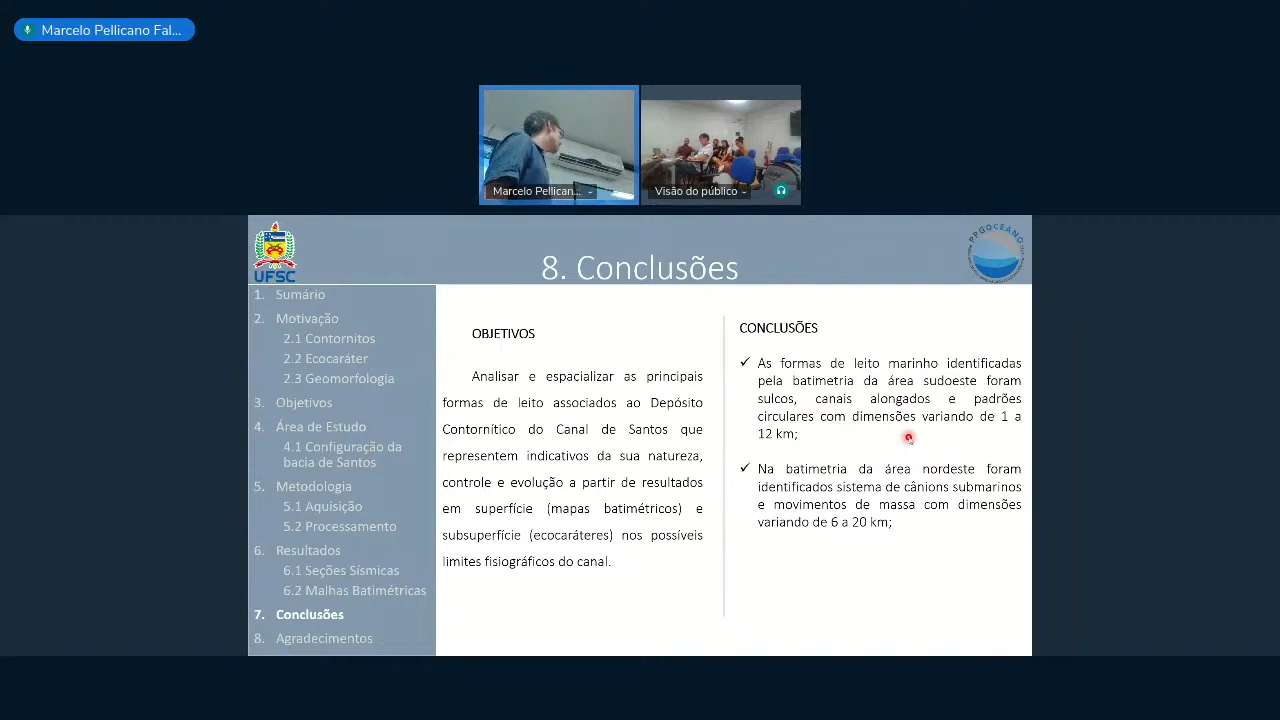 Marcelo Pellicano Fal...
Marcelo Pellican...
Visão do público
UFSC
8. Conclusões
PPGOCEANO
1. Sumário
2. Motivação
2.1 Contornitos
2.2 Ecocaráter
2.3 Geomorfologia
3. Objetivos
4. Área de Estudo
4.1 Configuração da
bacia de Santos
5. Metodologia
5.1 Aquisição
5.2 Processamento
6. Resultados
6.1 Seções Sísmicas
6.2 Malhas Batimétricas
7. Conclusões
8. Agradecimentos
OBJETIVOS
Analisar e espacializar as principais
formas de leito associados ao Depósito
Contornítico do Canal de Santos que
representem indicativos da sua natureza,
controle e evolução a partir de resultados
em superfície (mapas batimétricos) e
subsuperfície (ecocaráteres) nos possíveis
limites fisiográficos do canal.
CONCLUSÕES
✓ As formas de leito marinho identificadas
pela batimetria da área sudoeste foram
sulcos, canais alongados e padrões
circulares com dimensões variando de 1 a
12 km;
✓ Na batimetria da área nordeste foram
identificados sistema de cânions submarinos
e movimentos de massa com dimensões
variando de 6 a 20 km;